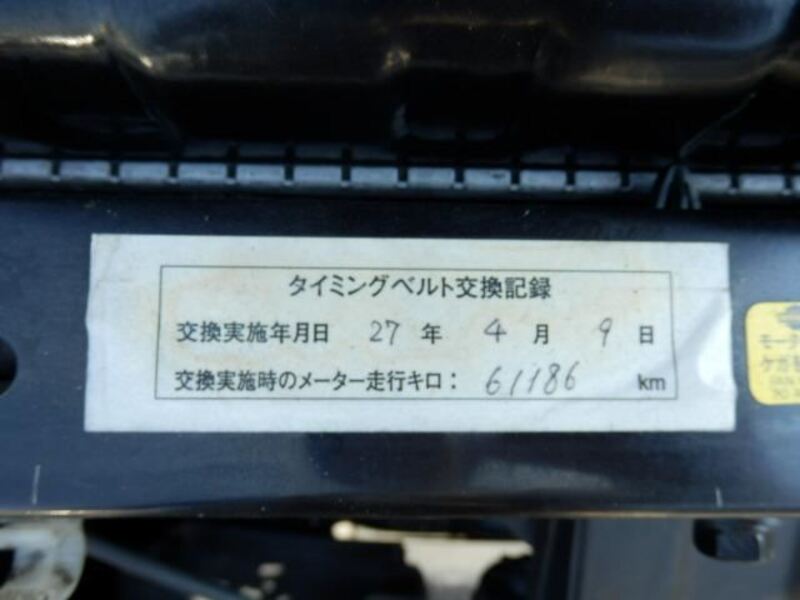 タイミングベルト交換記録
交換実施年月日 27 年 4 月 9 日
交換実施時のメーター走行キロ： 61186 km